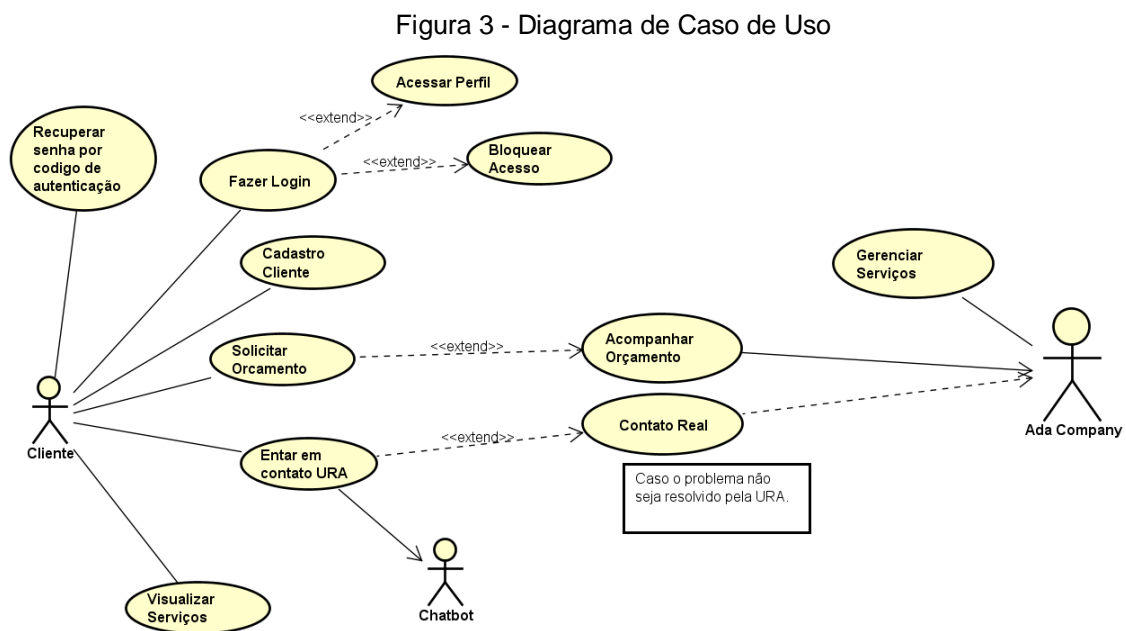 Figura 3 - Diagrama de Caso de Uso
Acessar Perfil
<<extend>>
Recuperar
senha por
codigo de
autenticação
Fazer Login
<<extend>>
Bloquear
Acesso
Cadastro
Cliente
Gerenciar
Serviços
Solicitar
Orcamento
<<extend>>
Acompanhar
Orçamento
Cliente
Entar em
contato URA
<<extend>>
Contato Real
Ada Company
Caso o problema não
seja resolvido pela URA.
Visualizar
Serviços
Chatbot